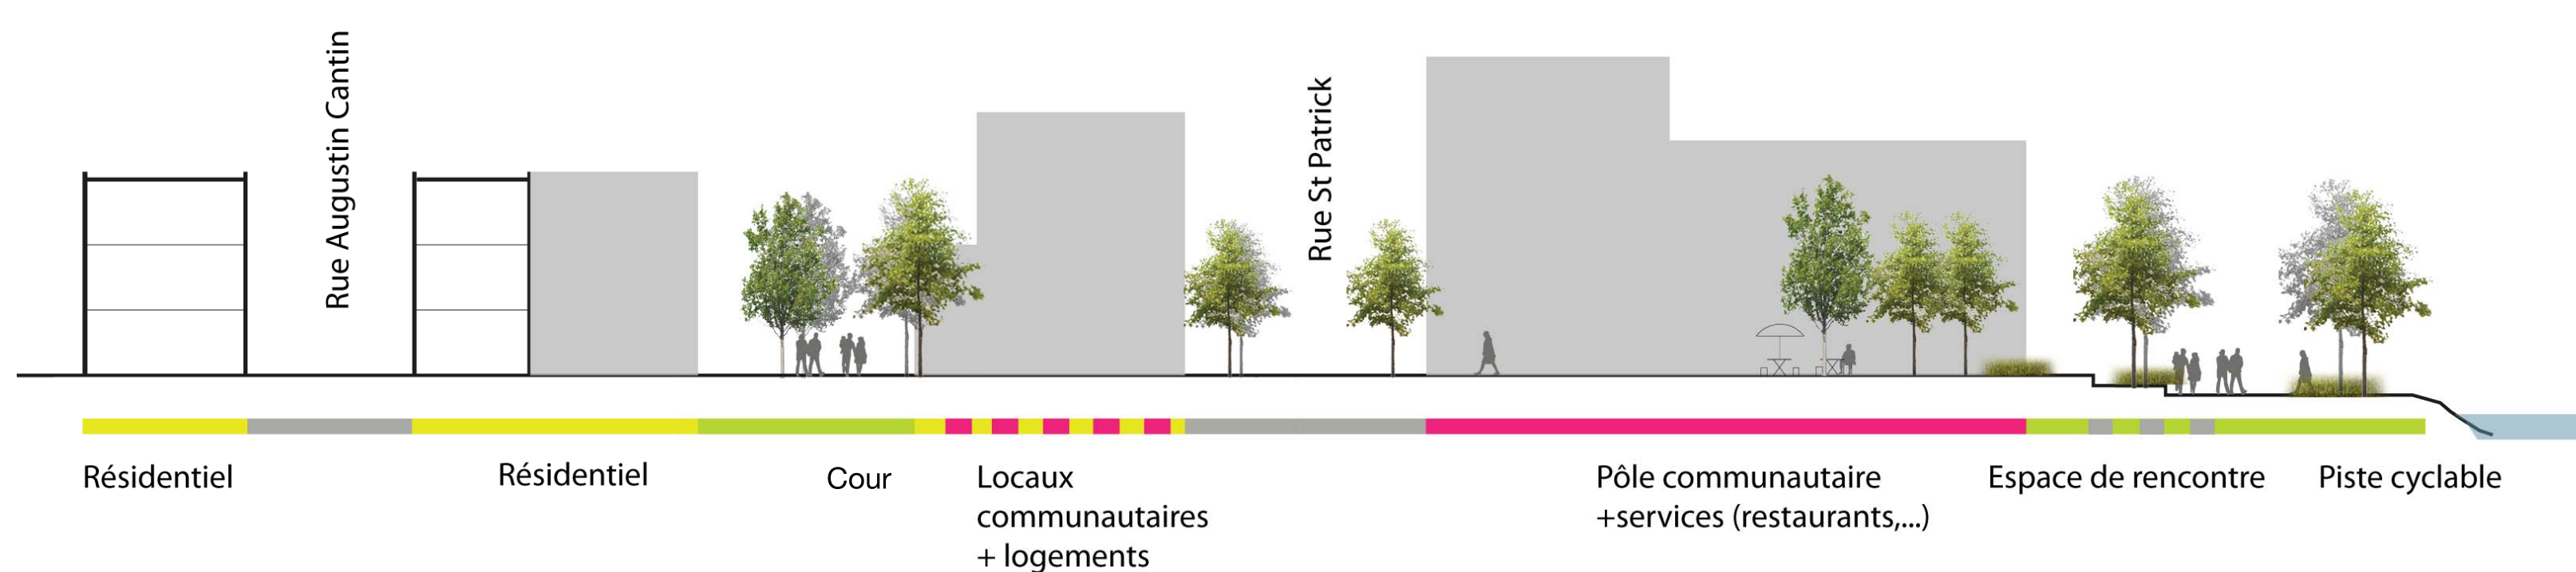 Rue Augustin Cantin
Rue St Patrick
Résidentiel
Résidentiel
Cour
Locaux
communautaires
+ logements
Pôle communautaire
+services (restaurants,...)
Espace de rencontre
Piste cyclable